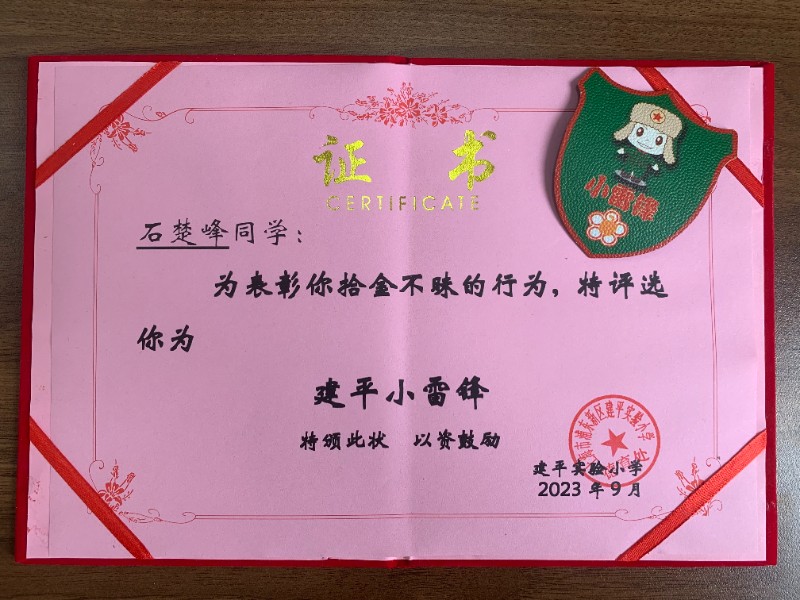 证 书
CERTIFICATE
小雷锋
石楚峰同学：
为表彰你拾金不昧的行为，特评选
你为
建平小雷锋
特颁此状 以资鼓励
建平实验小学
2023 年 9 月